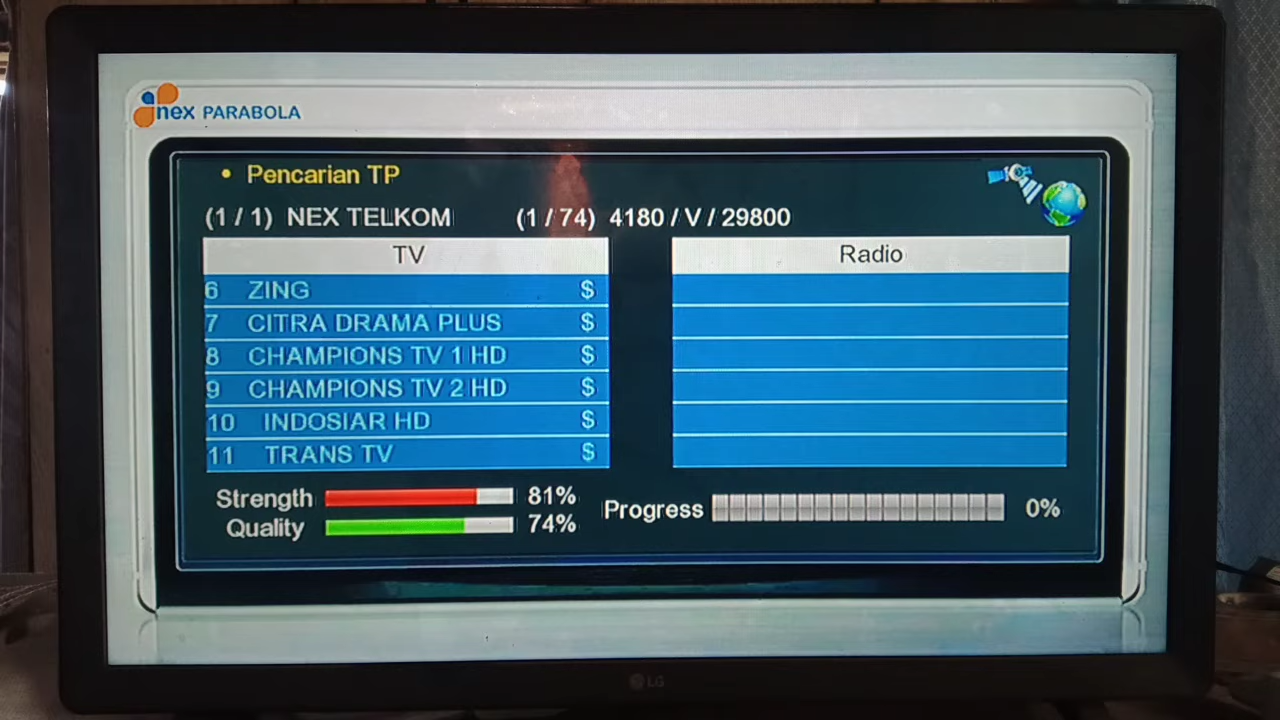 nex PARABOLA
• Pencarian TP
(1 / 1) NEX TELKOM (1 / 74) 4180 / V / 29800
TV Radio
6 ZING $
7 CITRA DRAMA PLUS $
8 CHAMPIONS TV 1 HD $
9 CHAMPIONS TV 2 HD $
10 INDOSIAR HD $
11 TRANS TV $
Strength 81%
Quality 74%
Progress 0%
LG